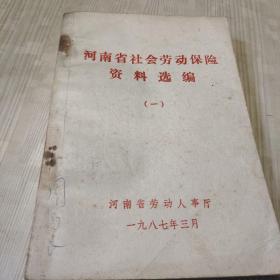 河南省社会劳动保险
资料选编
（一）
河南省劳动人事厅
一九八七年三月